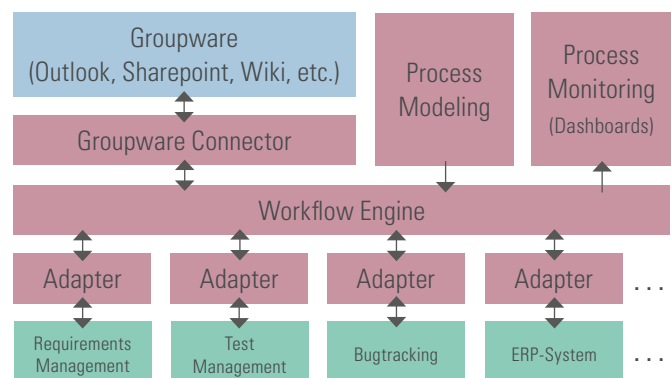 Groupware
(Outlook, Sharepoint, Wiki, etc.)
Process
Modeling
Process
Monitoring
(Dashboards)
Groupware Connector
Workflow Engine
Adapter
Adapter
Adapter
Adapter
. . .
Requirements
Management
Test
Management
Bugtracking
ERP-System
. . .